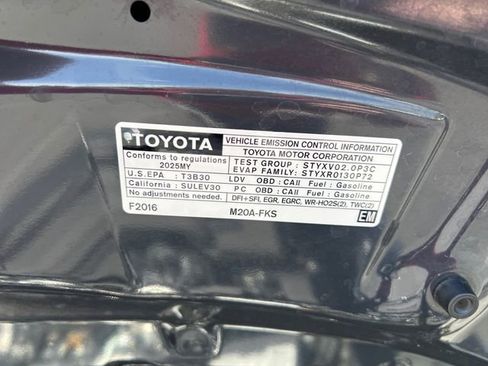 TOYOTA
VEHICLE EMISSION CONTROL INFORMATION
TOYOTA MOTOR CORPORATION
Conforms to regulations
2025MY
TEST GROUP : STYXV02.0P3C
EVAP FAMILY: STYXR0130P72
U.S.EPA : T3B30 LDV OBD : CAII Fuel : Gasoline
California : SULEV30 PC OBD : CAII Fuel : Gasoline
No adjustments needed. DFI+SFI, EGR, EGRC, WR-HO2S(2), TWC(2)
F2016 M20A-FKS EM